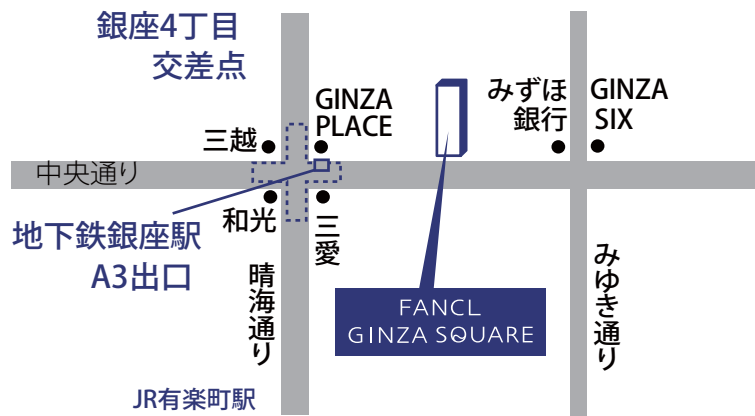 銀座4丁目
交差点
GINZA
PLACE
みずほ
銀行
GINZA
SIX
三越
中央通り
和光
三愛
地下鉄銀座駅
A3出口
晴海通り
FANCL
GINZA SQUARE
みゆき通り
JR有楽町駅